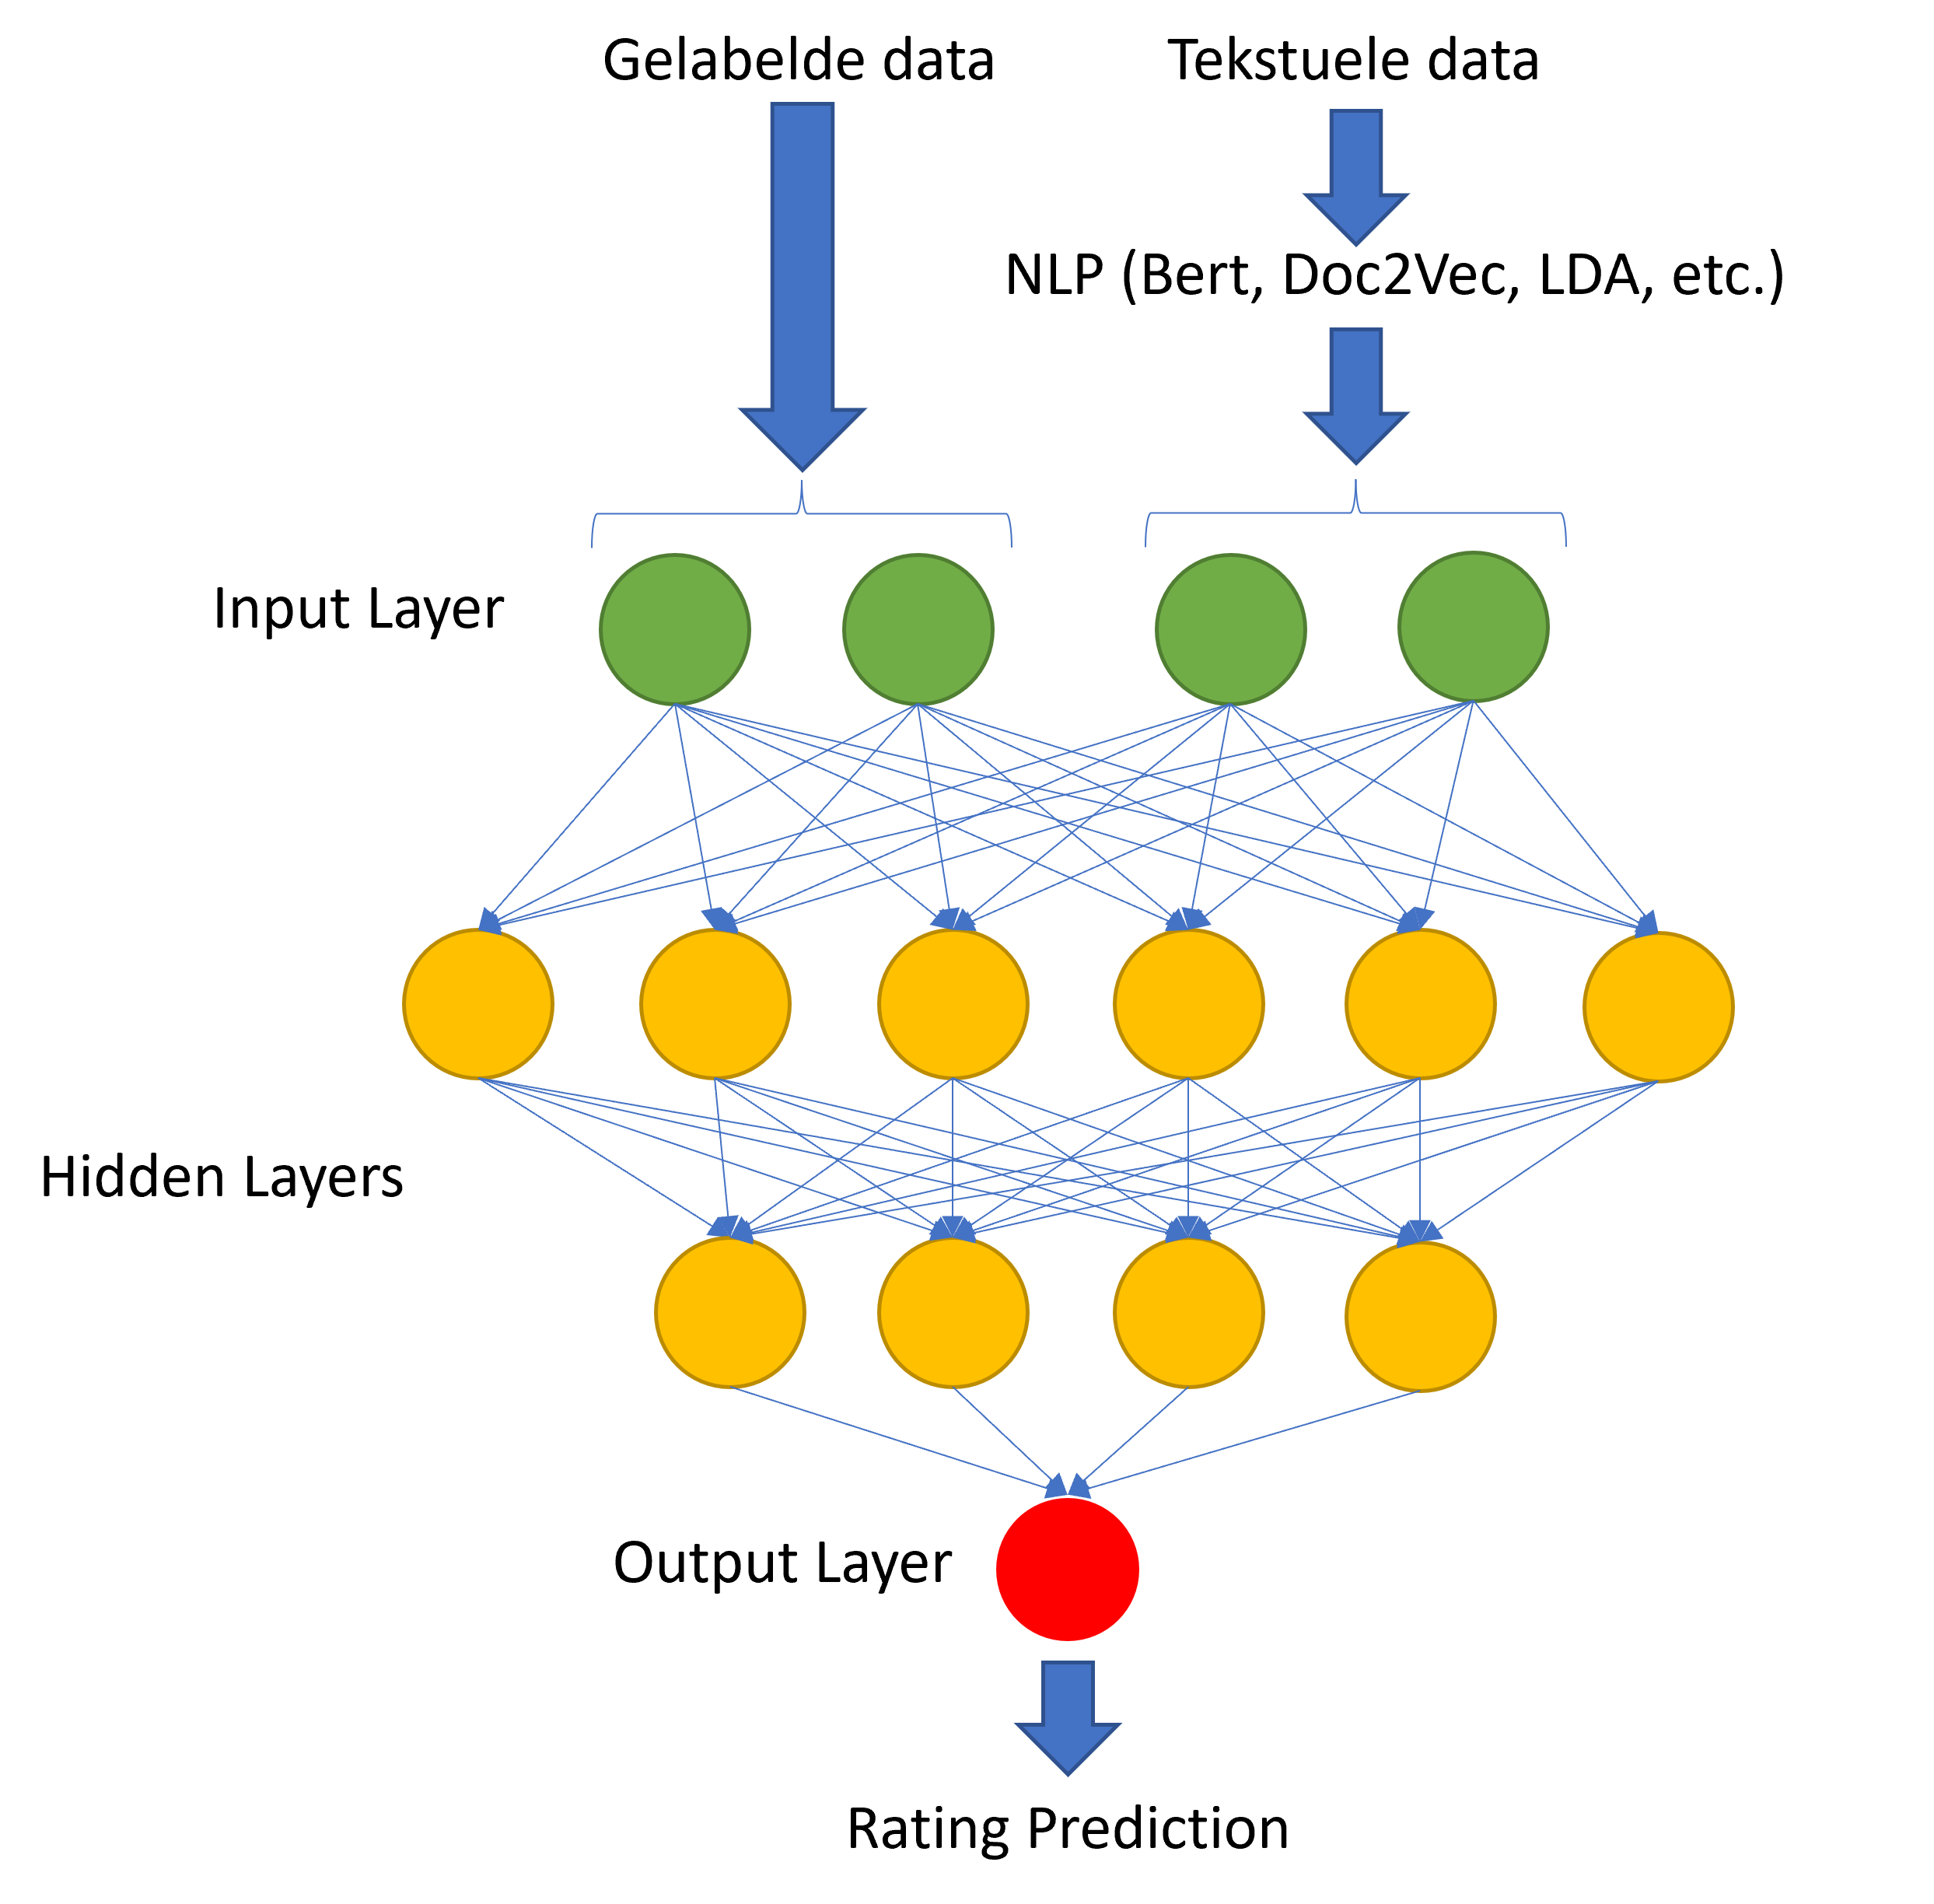 Gelabelde data
Tekstuele data
NLP (Bert, Doc2Vec, LDA, etc.)
Input Layer
Hidden Layers
Output Layer
Rating Prediction